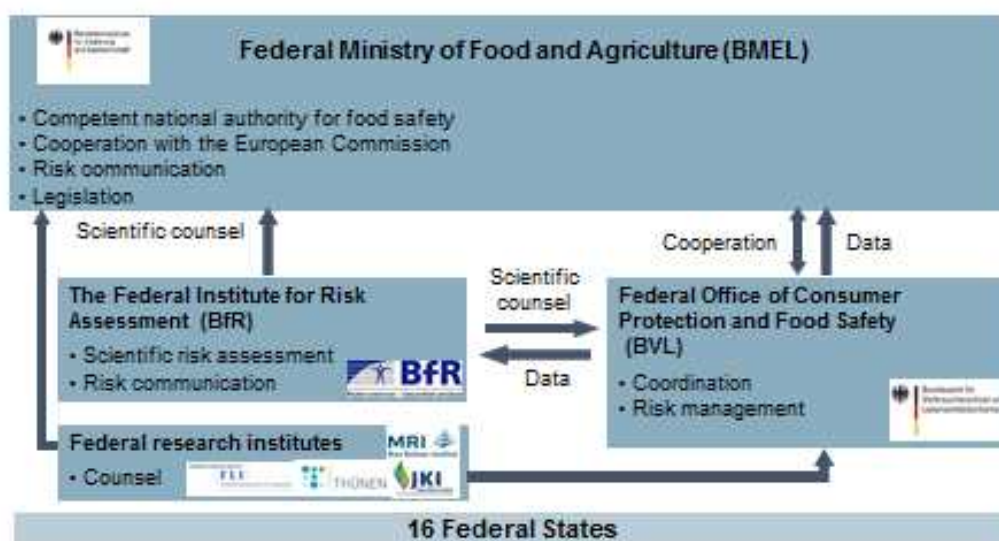 Federal Ministry of Food and Agriculture (BMEL)
• Competent national authority for food safety
• Cooperation with the European Commission
• Risk communication
• Legislation
Scientific counsel
Cooperation
Data
The Federal Institute for Risk
Assessment (BfR)
• Scientific risk assessment
• Risk communication
BfR
Scientific
counsel
Data
Federal Office of Consumer
Protection and Food Safety
(BVL)
• Coordination
• Risk management
Federal research institutes
• Counsel
MRI
FLI
THÜNEN
JKI
16 Federal States